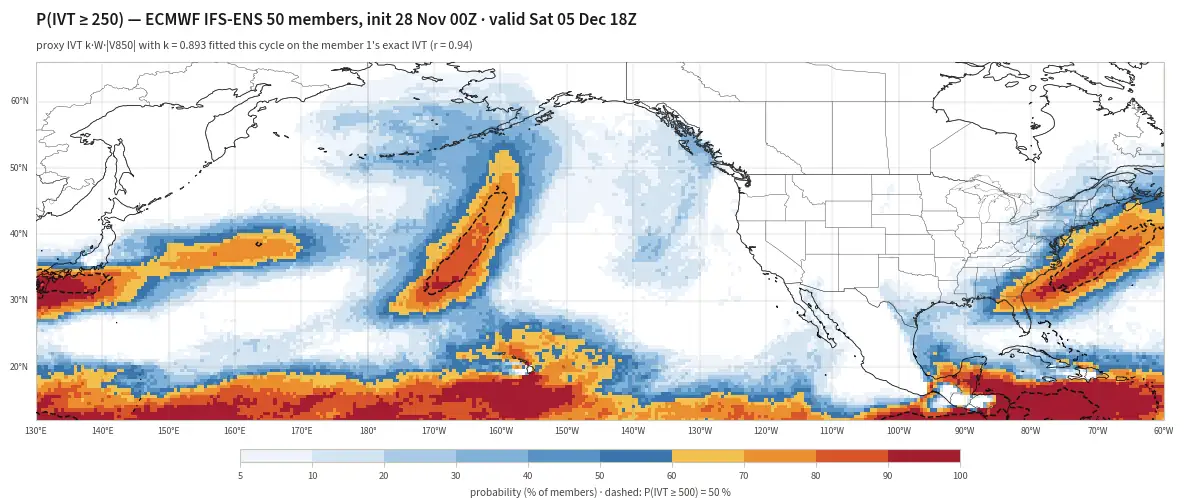 P(IVT ≥ 250) — ECMWF IFS-ENS 50 members, init 28 Nov 00Z · valid Sat 05 Dec 18Z
proxy IVT k·W·|V850| with k = 0.893 fitted this cycle on the member 1's exact IVT (r = 0.94)
60°N
50°N
40°N
30°N
20°N
130°E 140°E 150°E 160°E 170°E 180° 170°W 160°W 150°W 140°W 130°W 120°W 110°W 100°W 90°W 80°W 70°W 60°W
5 10 20 30 40 50 60 70 80 90 100
probability (% of members) · dashed: P(IVT ≥ 500) = 50 %